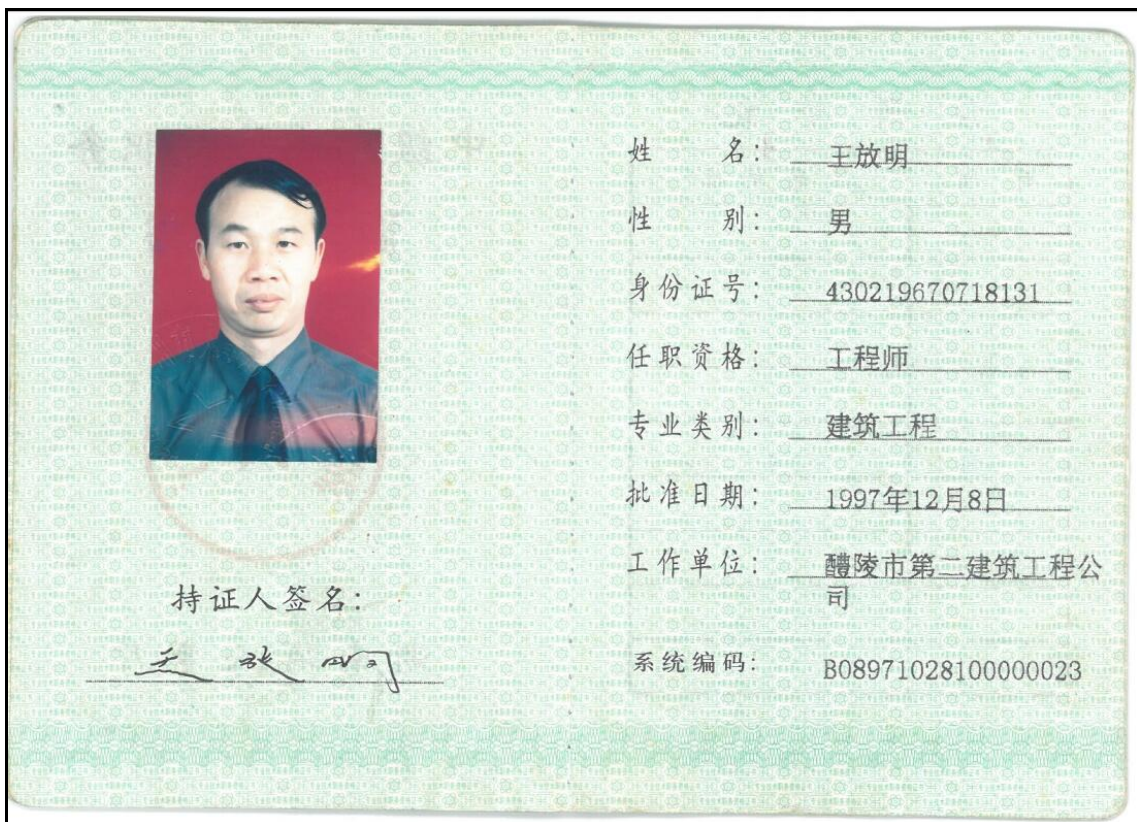 持证人签名：
姓 名： 王放明
性 别： 男
身份证号： 430219670718131
任职资格： 工程师
专业类别： 建筑工程
批准日期： 1997年12月8日
工作单位： 醴陵市第二建筑工程公
司
系统编码： B08971028100000023